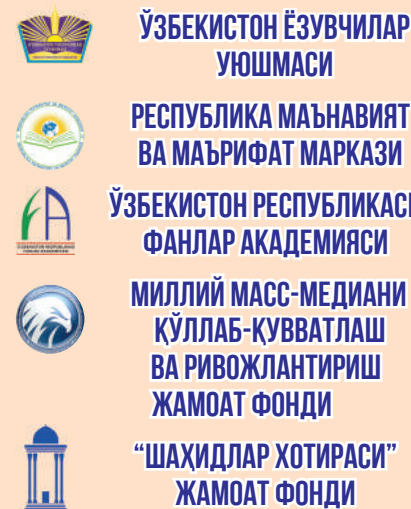 ЎЗБЕКИСТОН ЁЗУВЧИЛАР
УЮШМАСИ
РЕСПУБЛИКА МАЪНАВИЯТ
ВА МАЪРИФАТ МАРКАЗИ
ЎЗБЕКИСТОН РЕСПУБЛИКАСИ
ФАНЛАР АКАДЕМИЯСИ
МИЛЛИЙ МАСС-МЕДИАНИ
ҚЎЛЛАБ-ҚУВВАТЛАШ
ВА РИВОЖЛАНТИРИШ
ЖАМОАТ ФОНДИ
“ШАҲИДЛАР ХОТИРАСИ”
ЖАМОАТ ФОНДИ